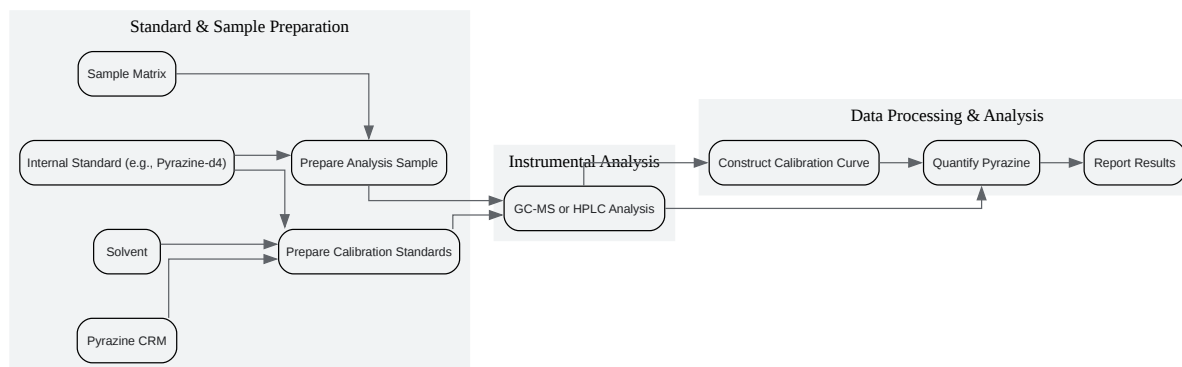 Standard & Sample Preparation
Sample Matrix
Internal Standard (e.g., Pyrazine-d4)
Prepare Analysis Sample
Solvent
Prepare Calibration Standards
Pyrazine CRM
Instrumental Analysis
GC-MS or HPLC Analysis
Data Processing & Analysis
Construct Calibration Curve
Quantify Pyrazine
Report Results